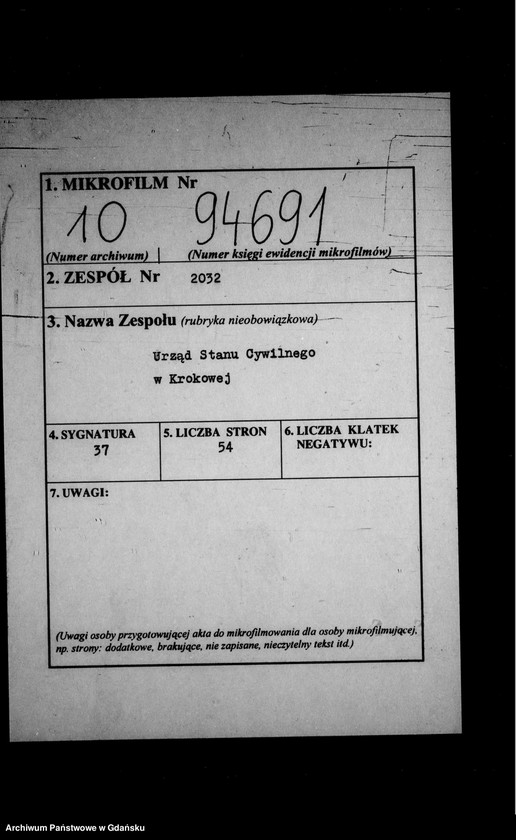 1. MIKROFILM Nr
10 94691
(Numer archiwum) (Numer księgi ewidencji mikrofilmów)
2. ZESPÓŁ Nr 2032
3. Nazwa Zespołu (rubryka nieobowiązkowa)
Urząd Stanu Cywilnego
w Krokowej
4. SYGNATURA
37
5. LICZBA STRON
54
6. LICZBA KLATEK
NEGATYWU:
7. UWAGI:
(Uwagi osoby przygotowującej akta do mikrofilmowania dla osoby mikrofilmującej,
np. strony: dodatkowe, brakujące, nie zapisane, nieczytelny tekst itd.)
Archiwum Państwowe w Gdańsku